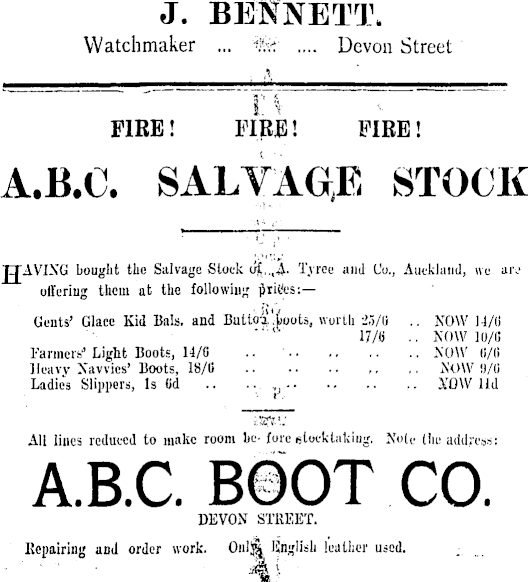 J. BENNETT.
Watchmaker ... .... Devon Street
FIRE! FIRE! FIRE!
A.B.C. SALVAGE STOCK
HAVING bought the Salvage Stock of A. Tyree and Co., Auckland, we are
offering them at the following prices:—
Gents' Glace Kid Bals. and Button boots, worth 25/6 .. NOW 14/6
17/6 .. NOW 10/6
Farmers' Light Boots, 14/6 .. .. .. .. .. NOW 6/6
Heavy Navvies' Boots, 18/6 .. .. .. .. .. NOW 9/6
Ladies Slippers, 1s 6d .. .. .. .. .. .. NOW 11d
All lines reduced to make room be- fore stocktaking. Note the address:
A.B.C. BOOT CO.
DEVON STREET.
Repairing and order work. Only English leather used.